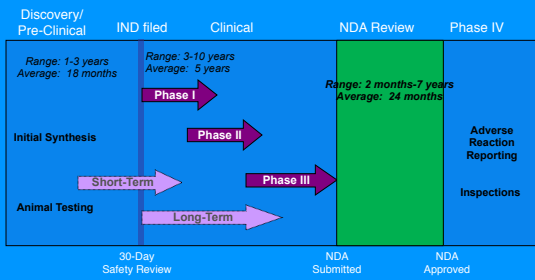 Discovery/
Pre-Clinical
IND filed
Clinical
NDA Review
Phase IV
Range: 1-3 years
Average: 18 months
Range: 3-10 years
Average: 5 years
Range: 2 months-7 years
Average: 24 months
Phase I
Initial Synthesis
Phase II
Adverse
Reaction
Reporting
Short-Term
Phase III
Inspections
Animal Testing
Long-Term
30-Day
Safety Review
NDA
Submitted
NDA
Approved